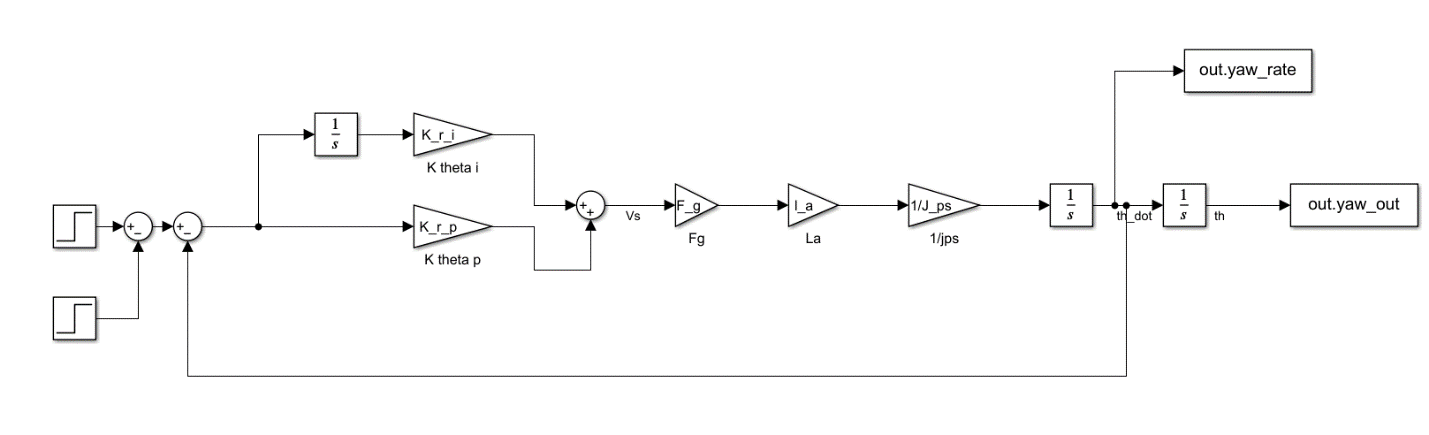 out.yaw_rate
1
s
K_r_i
K theta i
+
-
+
-
K_r_p
K theta p
+
+
Vs
F_g
Fg
l_a
La
1/J_ps
1/jps
1
s
th_dot
1
s
th
out.yaw_out